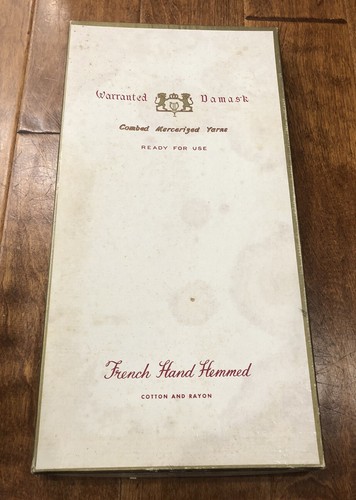 Warranted Damask
Combed Mercerized Yarns
READY FOR USE
French Hand Hemmed
COTTON AND RAYON